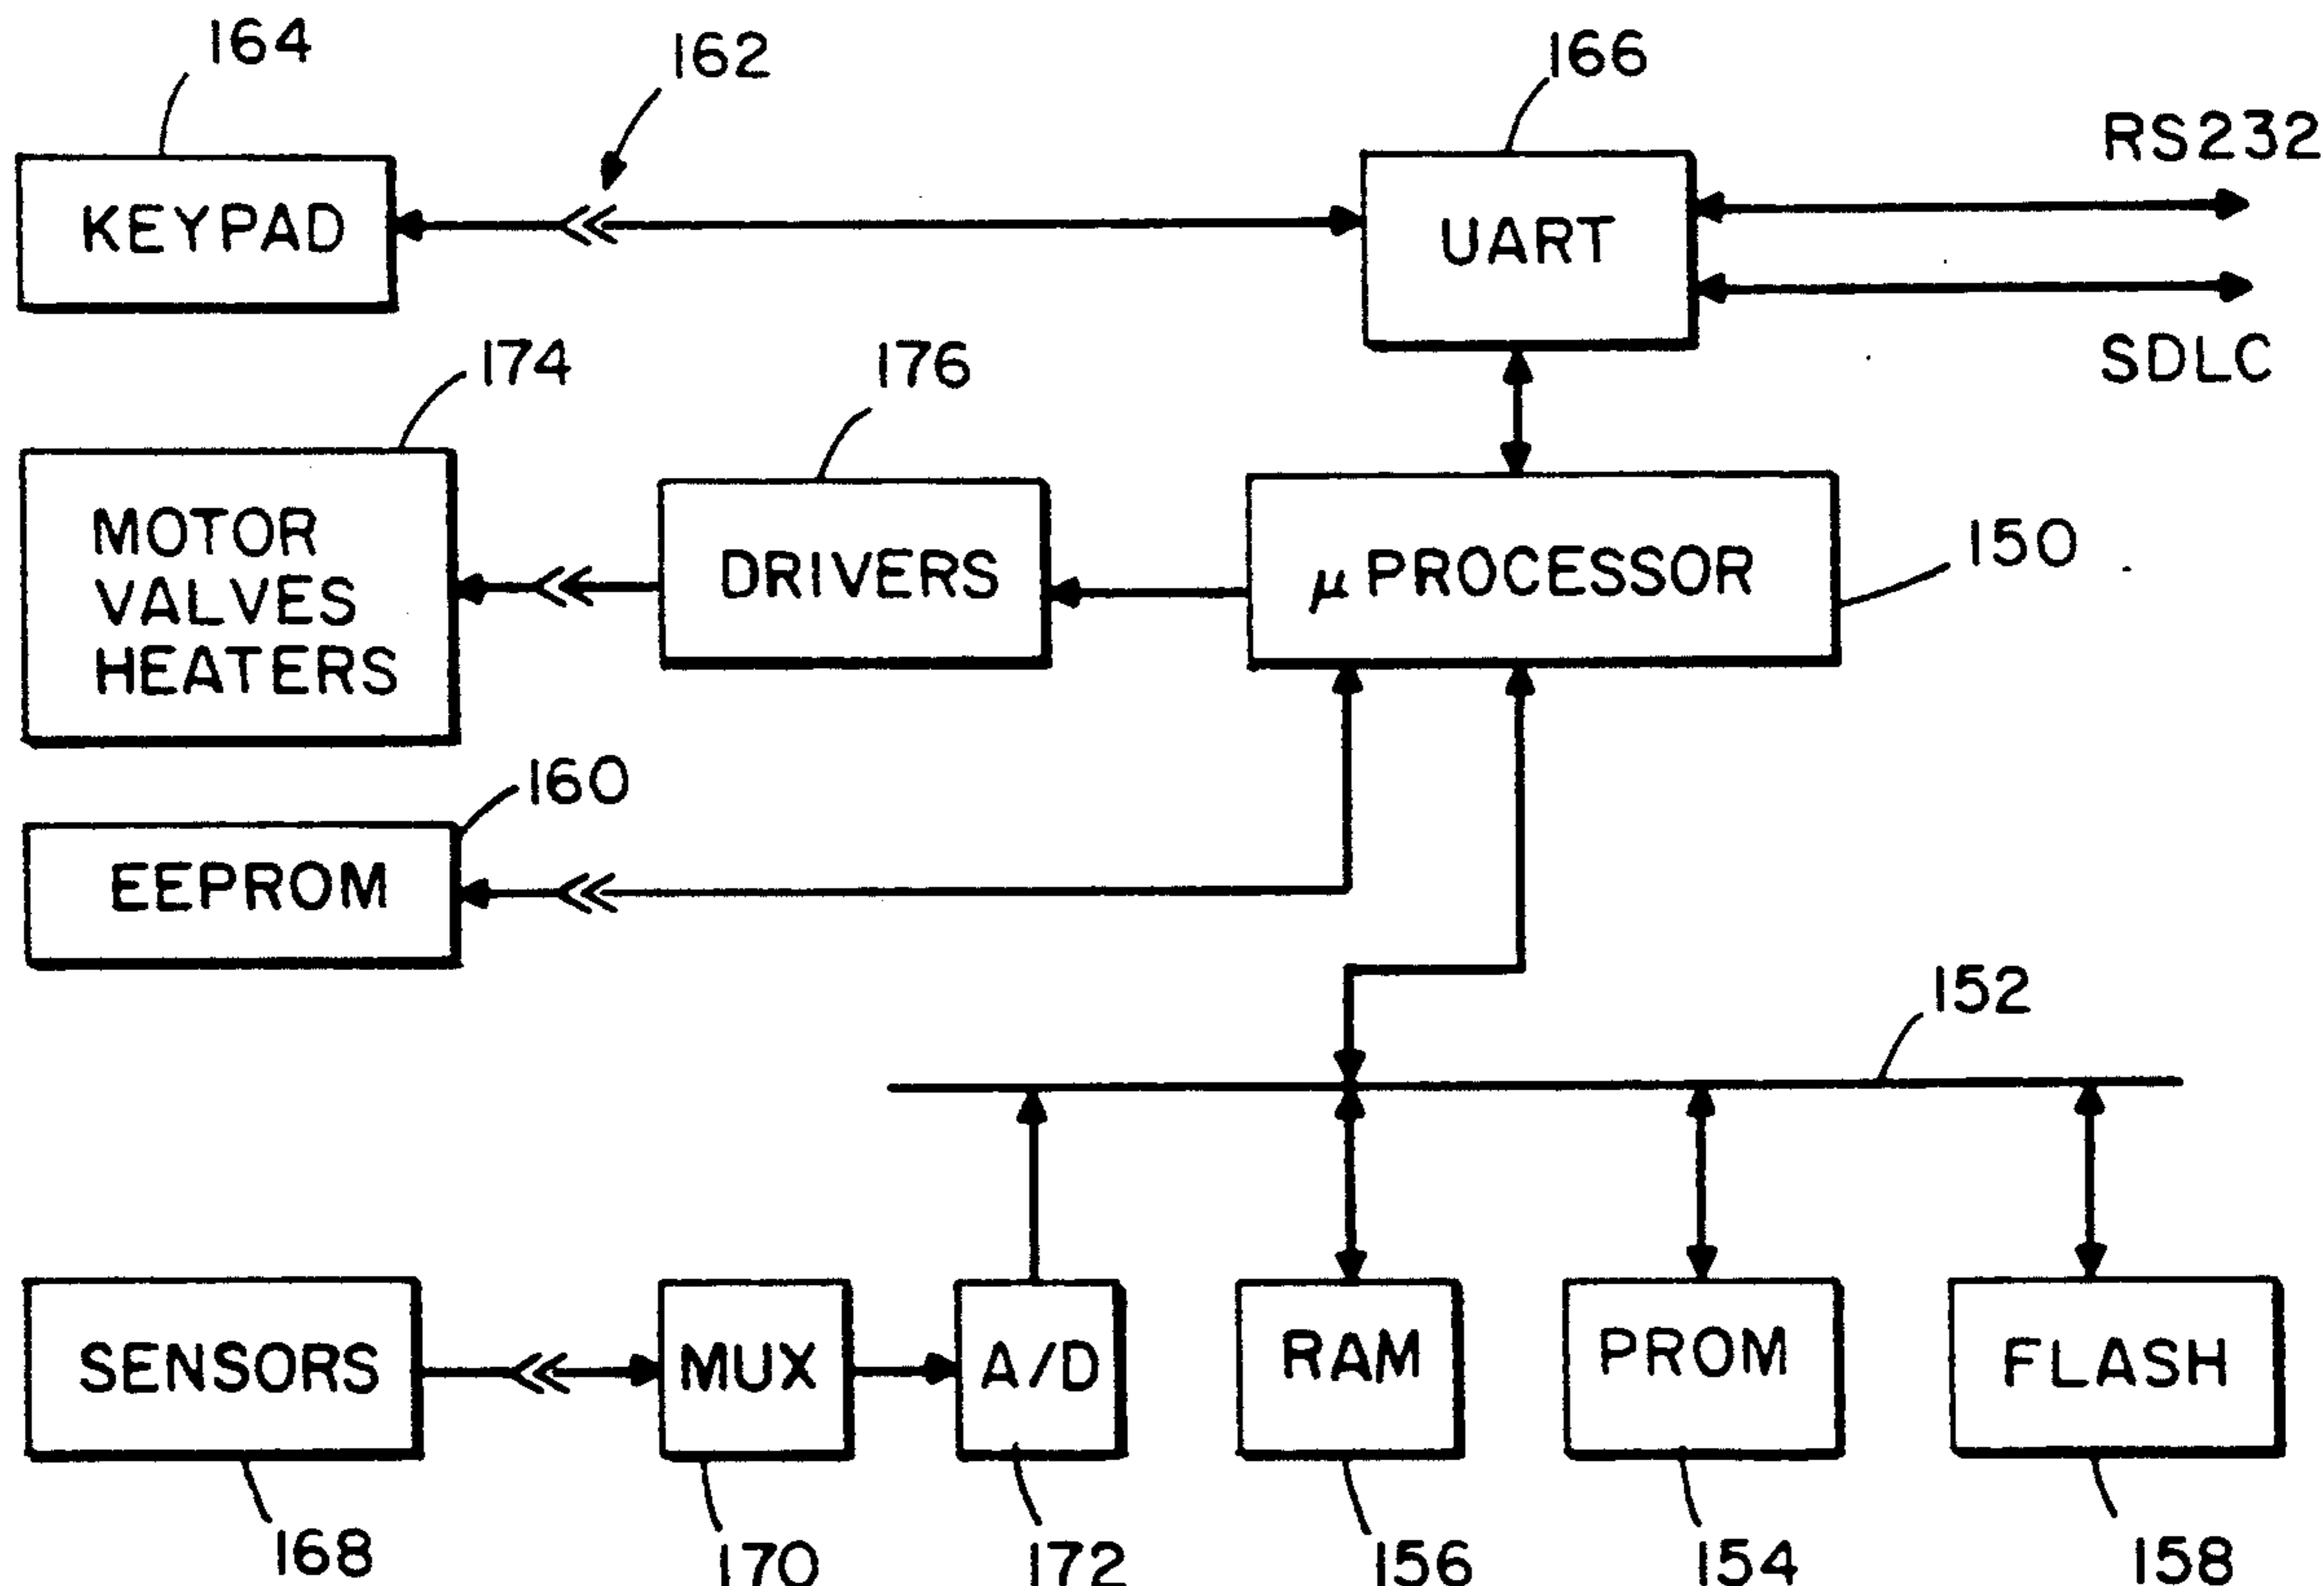 164
162
166
RS232
KEYPAD
UART
SDLC
174
176
MOTOR
VALVES
HEATERS
DRIVERS
μ PROCESSOR
150
160
EEPROM
152
SENSORS
MUX
A/D
RAM
PROM
FLASH
168
170
172
156
154
158